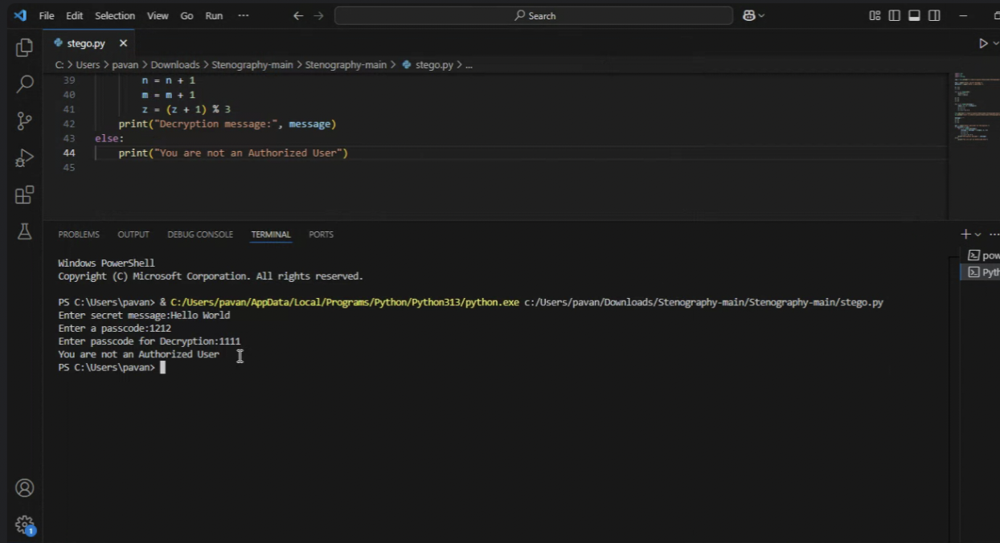 File Edit Selection View Go Run ···
Search
stego.py
C: > Users > pavan > Downloads > Stenography-main > Stenography-main > stego.py > ...
39 n = n + 1
40 m = m + 1
41 z = (z + 1) % 3
42 print("Decryption message:", message)
43 else:
44 print("You are not an Authorized User")
45
PROBLEMS OUTPUT DEBUG CONSOLE TERMINAL PORTS
Windows PowerShell
Copyright (C) Microsoft Corporation. All rights reserved.
pow
Pyth
PS C:\Users\pavan> & C:/Users/pavan/AppData/Local/Programs/Python/Python313/python.exe c:/Users/pavan/Downloads/Stenography-main/Stenography-main/stego.py
Enter secret message:Hello World
Enter a passcode:1212
Enter passcode for Decryption:1111
You are not an Authorized User
PS C:\Users\pavan>
1